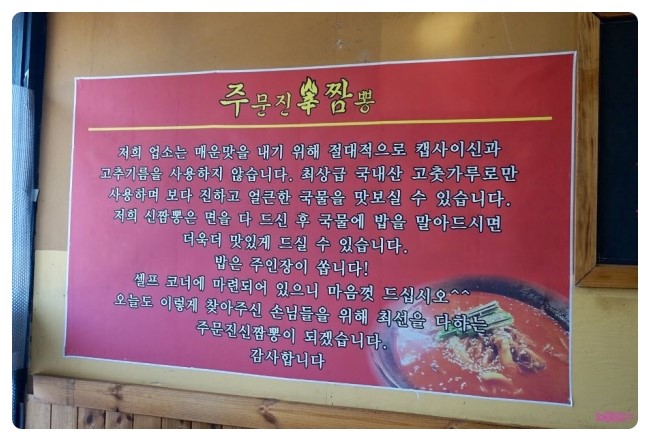 주문진辛짬뽕
저희 업소는 매운맛을 내기 위해 절대적으로 캡사이신과
고추기름을 사용하지 않습니다. 최상급 국내산 고춧가루로만
사용하며 보다 진하고 얼큰한 국물을 맛보실 수 있습니다.
저희 신짬뽕은 면을 다 드신 후 국물에 밥을 말아드시면
더욱더 맛있게 드실 수 있습니다.
밥은 주인장이 쏩니다!
셀프 코너에 마련되어 있으니 마음껏 드십시오^^
오늘도 이렇게 찾아주신 손님들을 위해 최선을 다하는
주문진신짬뽕이 되겠습니다.
감사합니다